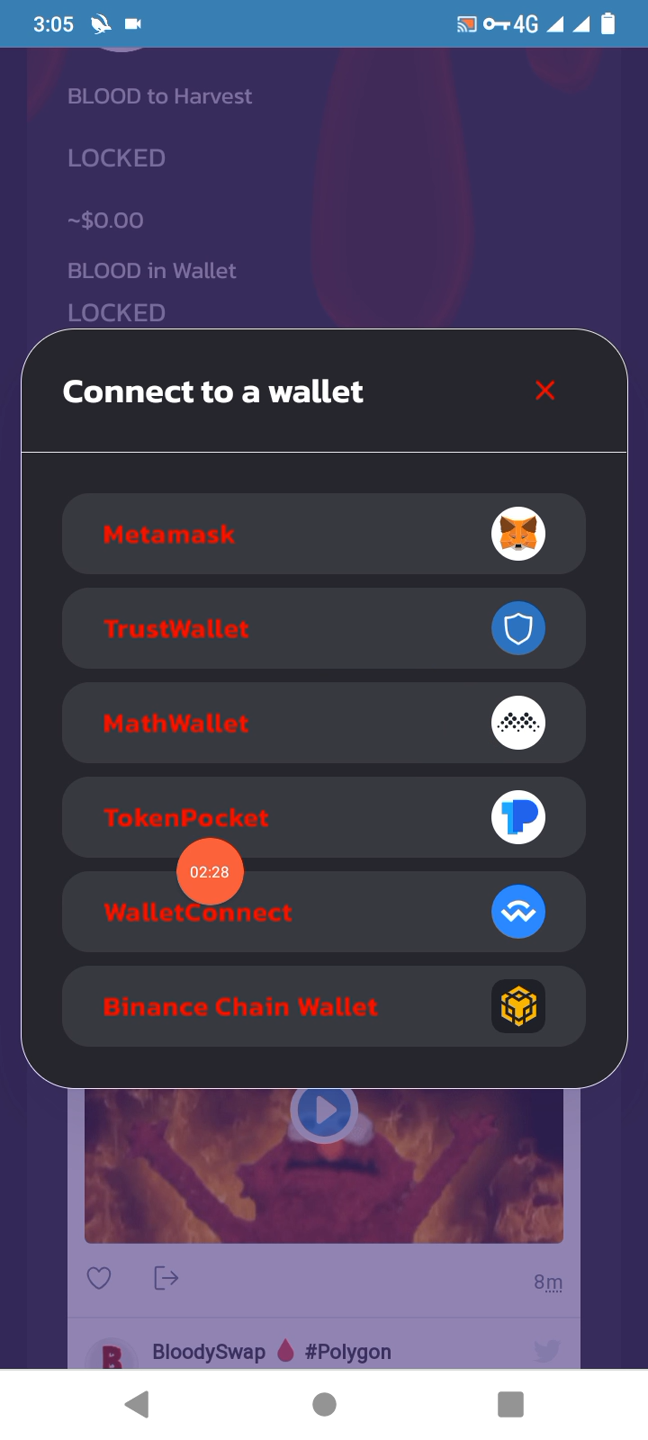 3:05
4G
BLOOD to Harvest
LOCKED
~$0.00
BLOOD in Wallet
LOCKED
Connect to a wallet
Metamask
TrustWallet
MathWallet
TokenPocket
02:28
WalletConnect
Binance Chain Wallet
8m
BloodySwap 🩸 #Polygon